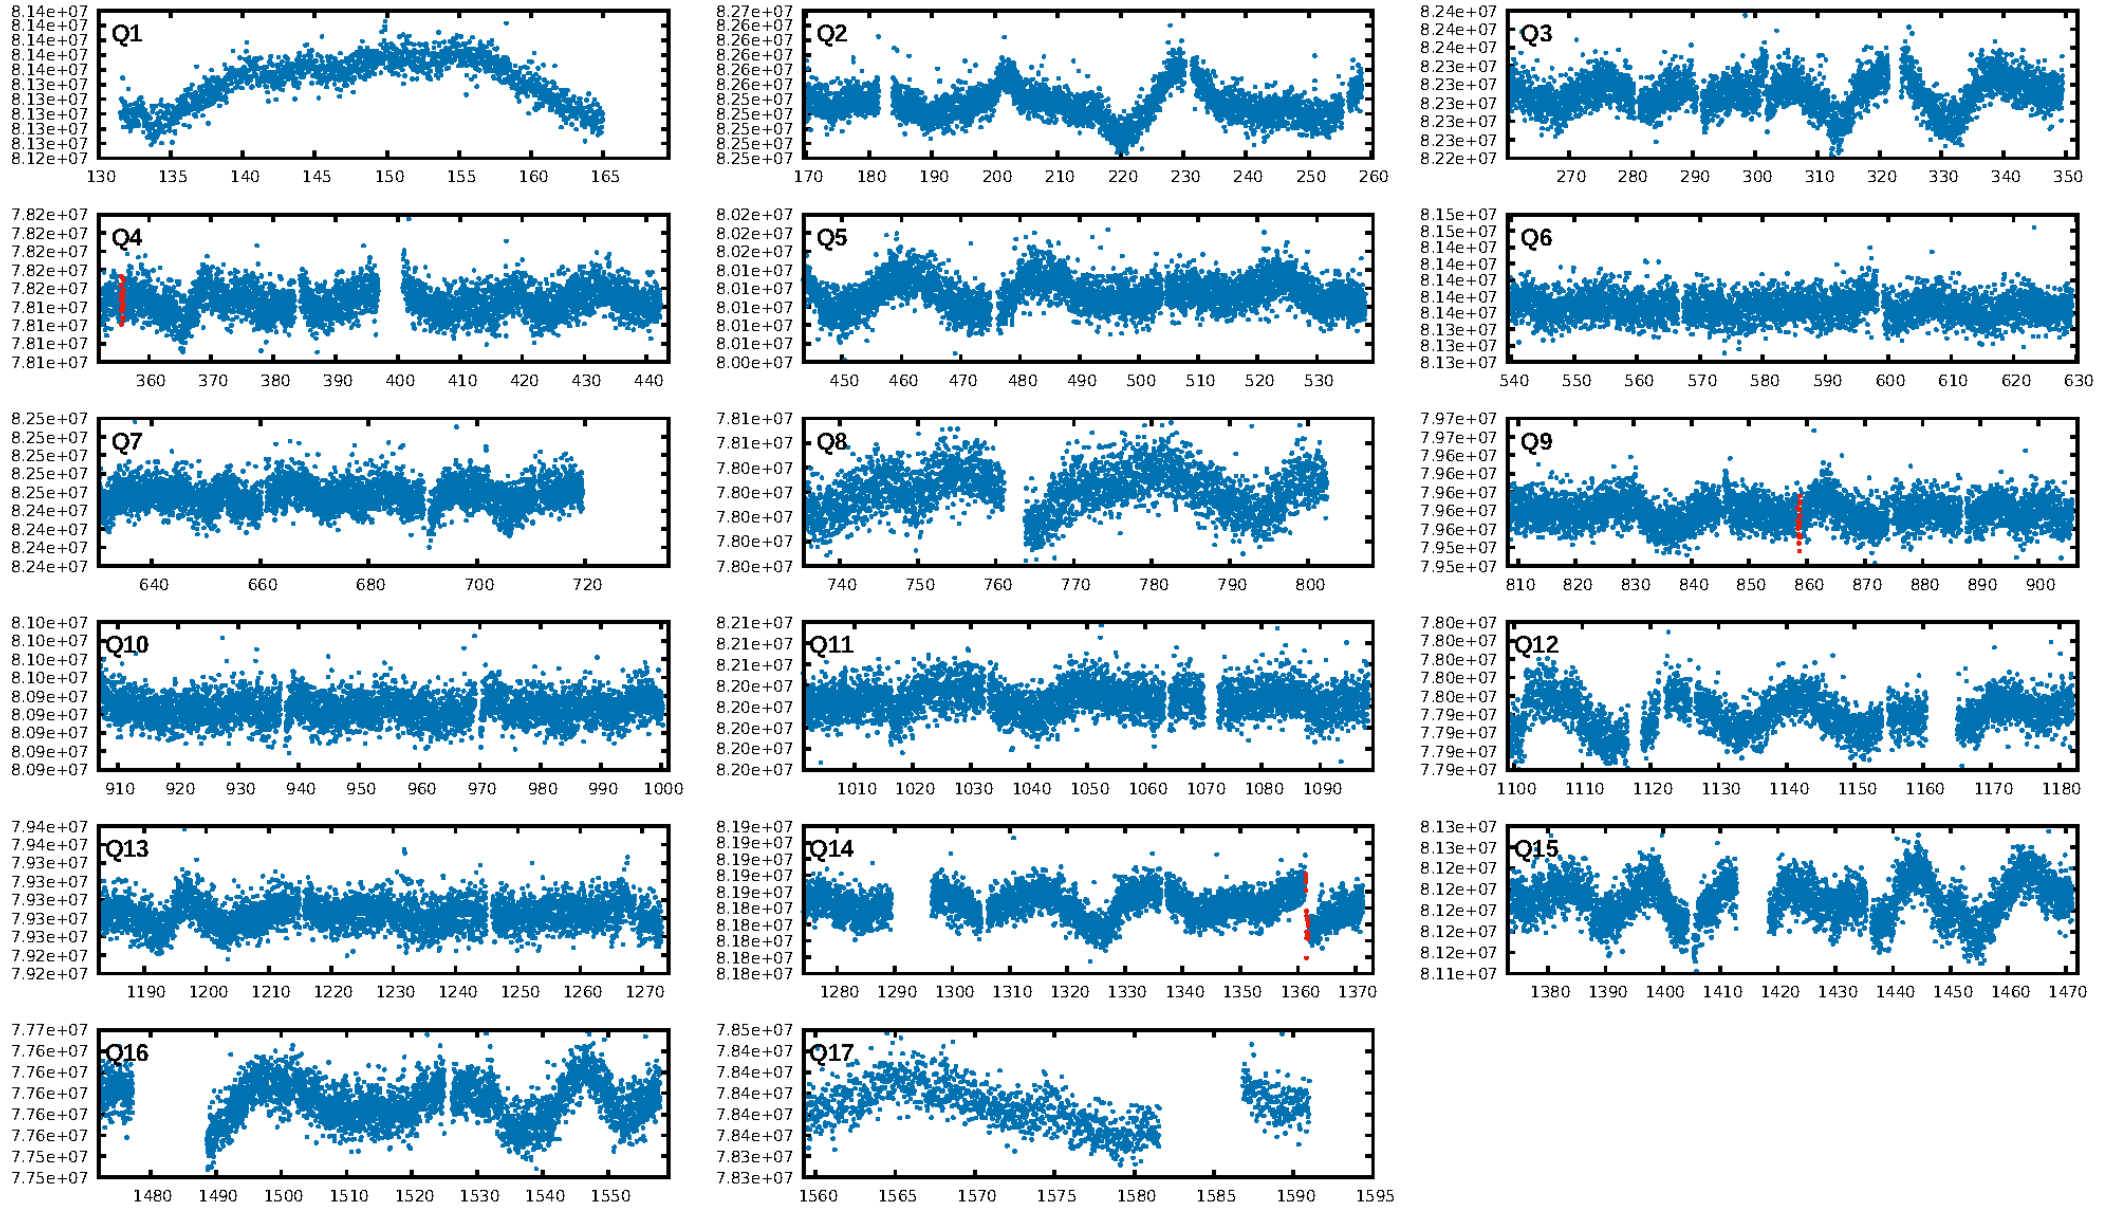 8.14e+07 8.14e+07 8.14e+07 8.14e+07 8.14e+07 8.13e+07 8.13e+07 8.13e+07 8.13e+07 8.13e+07 8.12e+07
Q1
130 135 140 145 150 155 160 165
8.27e+07 8.26e+07 8.26e+07 8.26e+07 8.26e+07 8.26e+07 8.25e+07 8.25e+07 8.25e+07 8.25e+07 8.25e+07
Q2
170 180 190 200 210 220 230 240 250 260
8.24e+07 8.24e+07 8.24e+07 8.23e+07 8.23e+07 8.23e+07 8.23e+07 8.23e+07 8.22e+07
Q3
270 280 290 300 310 320 330 340 350
7.82e+07 7.82e+07 7.82e+07 7.82e+07 7.82e+07 7.81e+07 7.81e+07 7.81e+07 7.81e+07
Q4
360 370 380 390 400 410 420 430 440
8.02e+07 8.02e+07 8.02e+07 8.01e+07 8.01e+07 8.01e+07 8.01e+07 8.01e+07 8.00e+07
Q5
450 460 470 480 490 500 510 520 530
8.15e+07 8.15e+07 8.14e+07 8.14e+07 8.14e+07 8.14e+07 8.14e+07 8.13e+07 8.13e+07 8.13e+07
Q6
540 550 560 570 580 590 600 610 620 630
8.25e+07 8.25e+07 8.25e+07 8.25e+07 8.25e+07 8.24e+07 8.24e+07 8.24e+07 8.24e+07
Q7
640 660 680 700 720
7.81e+07 7.81e+07 7.80e+07 7.80e+07 7.80e+07 7.80e+07 7.80e+07
Q8
740 750 760 770 780 790 800
7.97e+07 7.97e+07 7.96e+07 7.96e+07 7.96e+07 7.96e+07 7.96e+07 7.95e+07 7.95e+07
Q9
810 820 830 840 850 860 870 880 890 900
8.10e+07 8.10e+07 8.10e+07 8.10e+07 8.09e+07 8.09e+07 8.09e+07 8.09e+07 8.09e+07
Q10
910 920 930 940 950 960 970 980 990 1000
8.21e+07 8.21e+07 8.21e+07 8.20e+07 8.20e+07 8.20e+07 8.20e+07 8.20e+07
Q11
1010 1020 1030 1040 1050 1060 1070 1080 1090
7.80e+07 7.80e+07 7.80e+07 7.80e+07 7.80e+07 7.79e+07 7.79e+07 7.79e+07 7.79e+07
Q12
1100 1110 1120 1130 1140 1150 1160 1170 1180
7.94e+07 7.94e+07 7.93e+07 7.93e+07 7.93e+07 7.93e+07 7.93e+07 7.92e+07 7.92e+07
Q13
1190 1200 1210 1220 1230 1240 1250 1260 1270
8.19e+07 8.19e+07 8.19e+07 8.19e+07 8.19e+07 8.18e+07 8.18e+07 8.18e+07 8.18e+07 8.18e+07
Q14
1280 1290 1300 1310 1320 1330 1340 1350 1360 1370
8.13e+07 8.13e+07 8.12e+07 8.12e+07 8.12e+07 8.12e+07 8.12e+07 8.11e+07
Q15
1380 1390 1400 1410 1420 1430 1440 1450 1460 1470
7.77e+07 7.76e+07 7.76e+07 7.76e+07 7.76e+07 7.76e+07 7.75e+07 7.75e+07
Q16
1480 1490 1500 1510 1520 1530 1540 1550
7.85e+07 7.84e+07 7.84e+07 7.84e+07 7.84e+07 7.84e+07 7.83e+07 7.83e+07
Q17
1560 1565 1570 1575 1580 1585 1590 1595